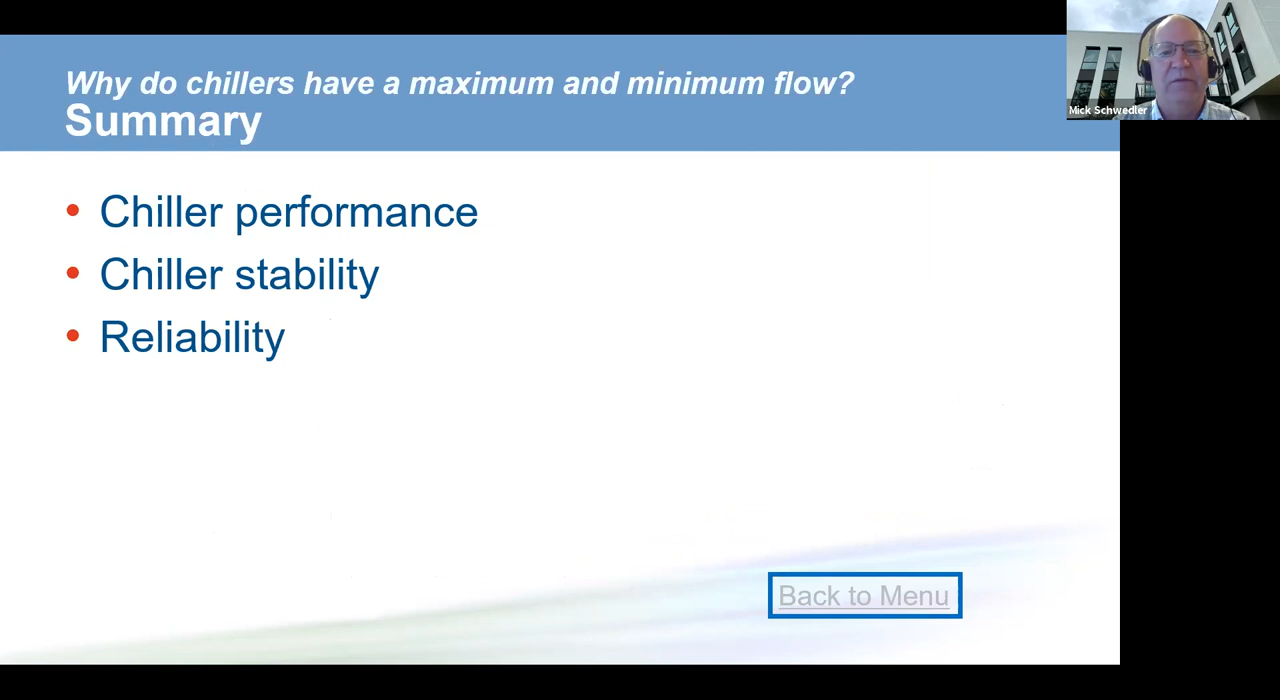 Why do chillers have a maximum and minimum flow?
Summary
Mick Schwedler
• Chiller performance
• Chiller stability
• Reliability
Back to Menu